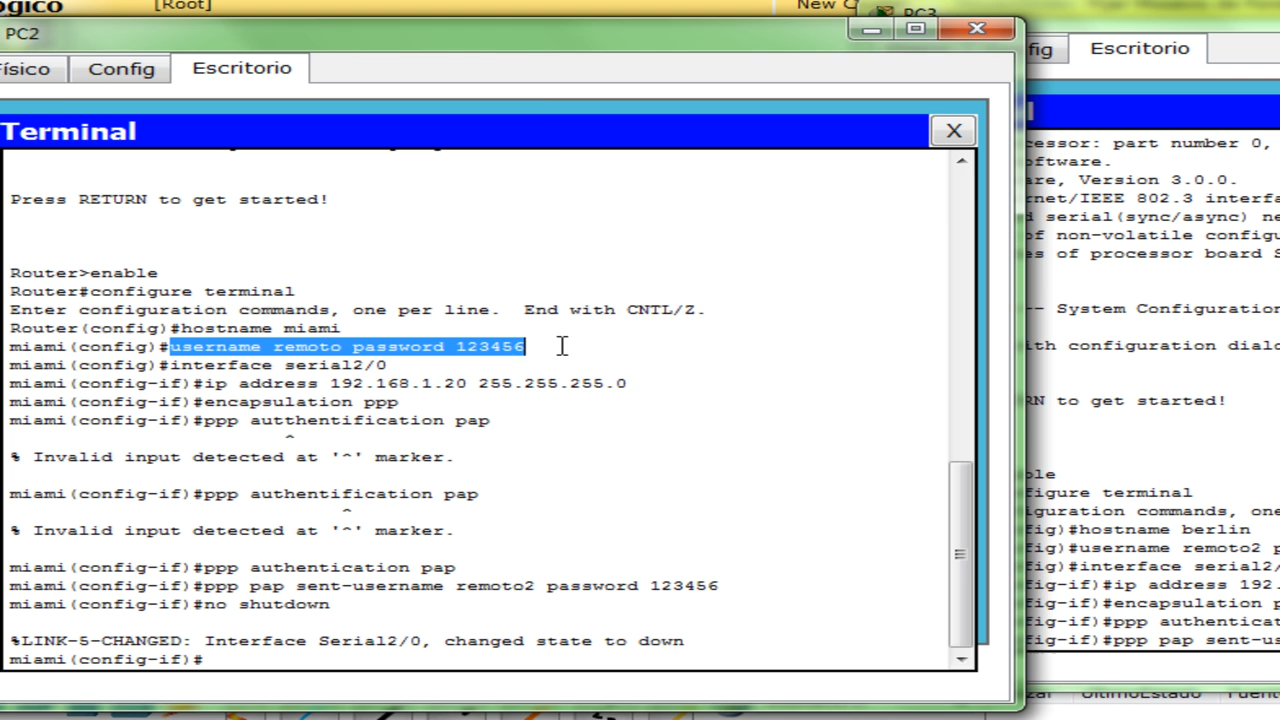 [Root]
New C
PC3
PC2
Físico
Config
Escritorio
Terminal
X
Press RETURN to get started!
Router>enable
Router#configure terminal
Enter configuration commands, one per line.  End with CNTL/Z.
Router(config)#hostname miami
miami(config)#username remoto password 123456
miami(config)#interface serial2/0
miami(config-if)#ip address 192.168.1.20 255.255.255.0
miami(config-if)#encapsulation ppp
miami(config-if)#ppp autthentification pap
^
% Invalid input detected at '^' marker.
miami(config-if)#ppp authentification pap
^
% Invalid input detected at '^' marker.
miami(config-if)#ppp authentication pap
miami(config-if)#ppp pap sent-username remoto2 password 123456
miami(config-if)#no shutdown
%LINK-5-CHANGED: Interface Serial2/0, changed state to down
miami(config-if)#
fig
Escritorio
cessor: part number 0,
oftware.
are, Version 3.0.0.
rnet/IEEE 802.3 interfa
d serial(sync/async) ne
of non-volatile configu
es of processor board S
-- System Configuration
ith configuration dialo
RN to get started!
ble
figure terminal
iguration commands, one
fig)#hostname berlin
fig)#username remoto2 p
fig)#interface serial2/
fig-if)#ip address 192.
fig-if)#encapsulation p
fig-if)#ppp authenticat
fig-if)#ppp pap sent-us